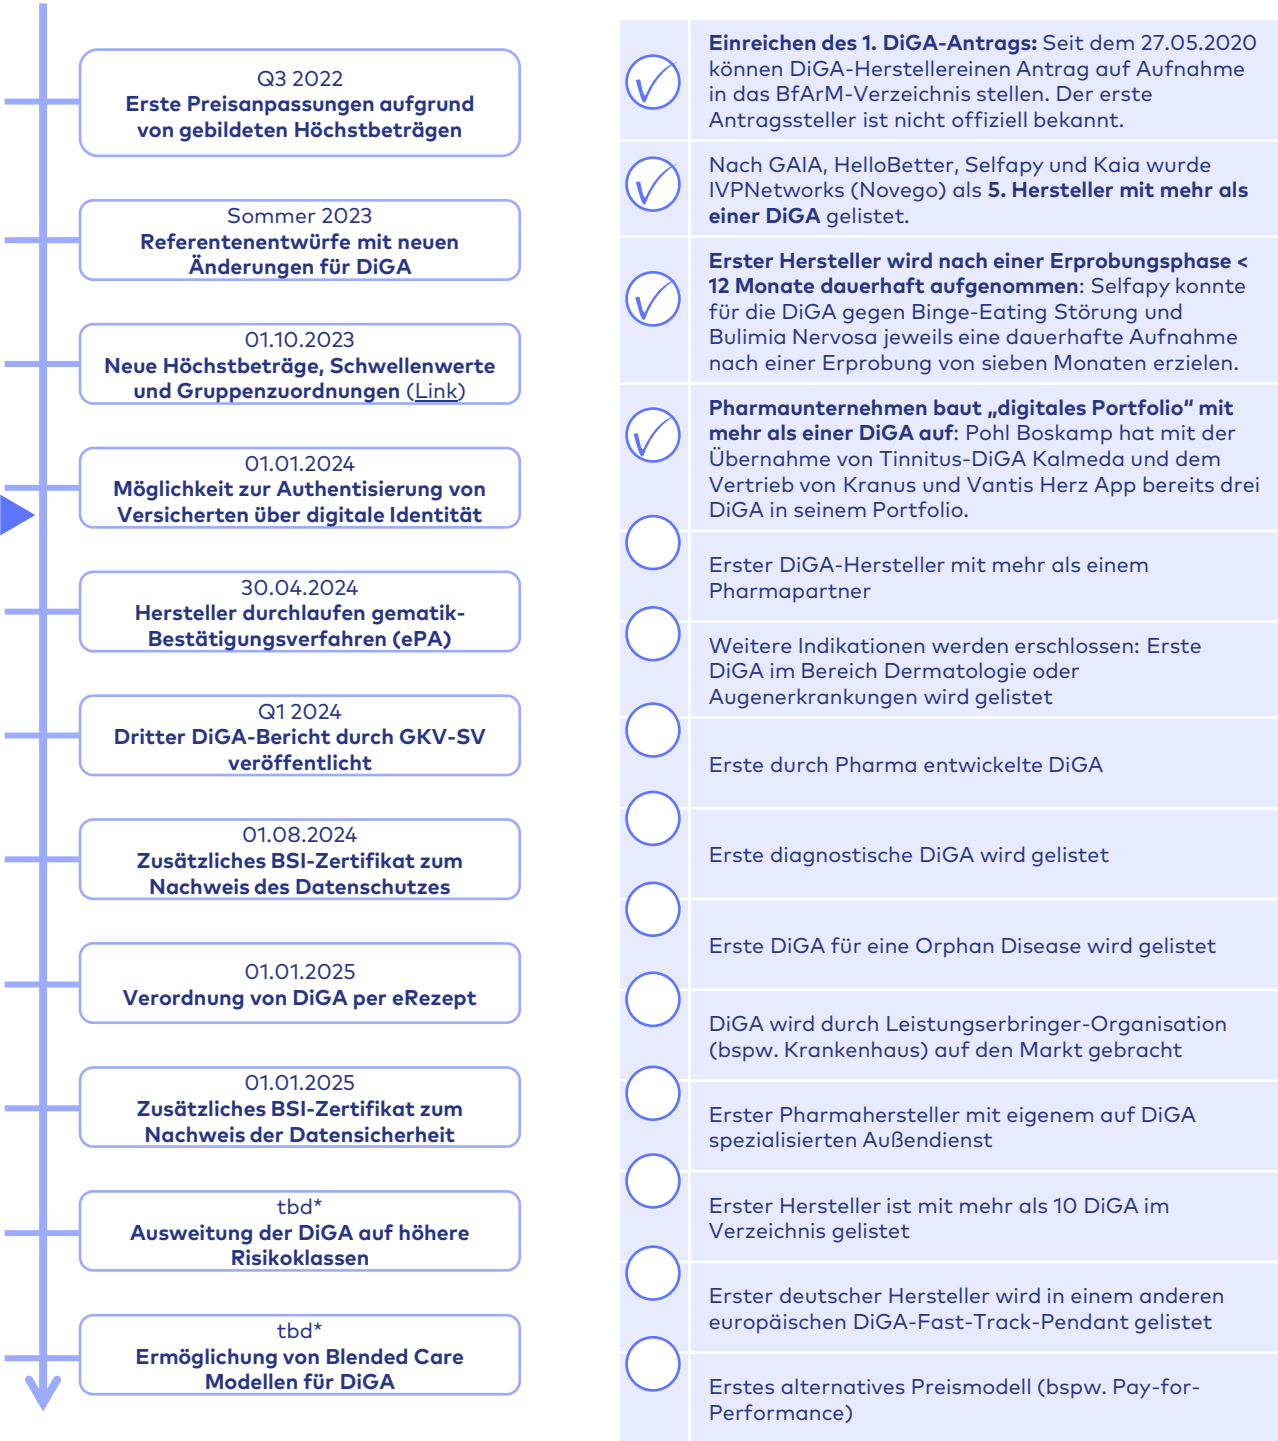 Q3 2022
Erste Preisanpassungen aufgrund
von gebildeten Höchstbeträgen
Sommer 2023
Referentenentwürfe mit neuen
Änderungen für DiGA
01.10.2023
Neue Höchstbeträge, Schwellenwerte
und Gruppenzuordnungen (Link)
01.01.2024
Möglichkeit zur Authentisierung von
Versicherten über digitale Identität
30.04.2024
Hersteller durchlaufen gematik-
Bestätigungsverfahren (ePA)
Q1 2024
Dritter DiGA-Bericht durch GKV-SV
veröffentlicht
01.08.2024
Zusätzliches BSI-Zertifikat zum
Nachweis des Datenschutzes
01.01.2025
Verordnung von DiGA per eRezept
01.01.2025
Zusätzliches BSI-Zertifikat zum
Nachweis der Datensicherheit
tbd*
Ausweitung der DiGA auf höhere
Risikoklassen
tbd*
Ermöglichung von Blended Care
Modellen für DiGA
Einreichen des 1. DiGA-Antrags: Seit dem 27.05.2020
können DiGA-Herstellereinen Antrag auf Aufnahme
in das BfArM-Verzeichnis stellen. Der erste
Antragssteller ist nicht offiziell bekannt.
Nach GAIA, HelloBetter, Selfapy und Kaia wurde
IVPNetworks (Novego) als 5. Hersteller mit mehr als
einer DiGA gelistet.
Erster Hersteller wird nach einer Erprobungsphase <
12 Monate dauerhaft aufgenommen: Selfapy konnte
für die DiGA gegen Binge-Eating Störung und
Bulimia Nervosa jeweils eine dauerhafte Aufnahme
nach einer Erprobung von sieben Monaten erzielen.
Pharmaunternehmen baut „digitales Portfolio“ mit
mehr als einer DiGA auf: Pohl Boskamp hat mit der
Übernahme von Tinnitus-DiGA Kalmeda und dem
Vertrieb von Kranus und Vantis Herz App bereits drei
DiGA in seinem Portfolio.
Erster DiGA-Hersteller mit mehr als einem
Pharmapartner
Weitere Indikationen werden erschlossen: Erste
DiGA im Bereich Dermatologie oder
Augenerkrankungen wird gelistet
Erste durch Pharma entwickelte DiGA
Erste diagnostische DiGA wird gelistet
Erste DiGA für eine Orphan Disease wird gelistet
DiGA wird durch Leistungserbringer-Organisation
(bspw. Krankenhaus) auf den Markt gebracht
Erster Pharmahersteller mit eigenem auf DiGA
spezialisierten Außendienst
Erster Hersteller ist mit mehr als 10 DiGA im
Verzeichnis gelistet
Erster deutscher Hersteller wird in einem anderen
europäischen DiGA-Fast-Track-Pendant gelistet
Erstes alternatives Preismodell (bspw. Pay-for-
Performance)